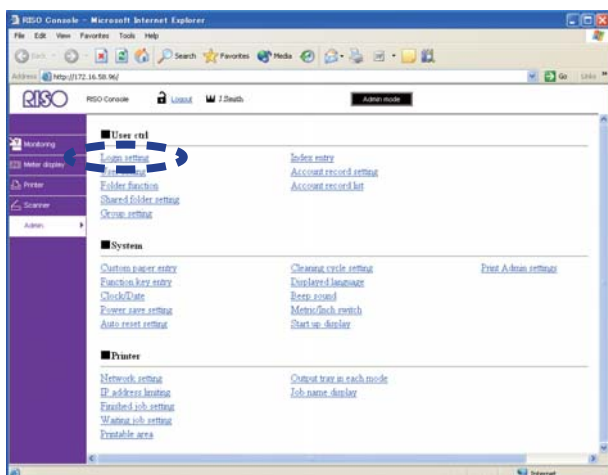 RISO Console - Microsoft Internet Explorer
File Edit View Favorites Tools Help
Search Favorites Media
Address http://172.16.58.96/ Go Links
RISO RISO Console Logout J.Smith Admin mode
Monitoring
Meter display
Printer
Scanner
Admin.
User ctrl
Login setting Index entry
User setting Account record setting
Folder function Account record list
Shared folder setting
Group setting
System
Custom paper entry Cleaning cycle setting Print Admin settings
Function key entry Displayed language
Clock/Date Beep sound
Power save setting Metric/Inch switch
Auto reset setting Start up display
Printer
Network setting Output tray in each mode
IP address limiting Job name display
Finished job setting
Waiting job setting
Printable area
Internet